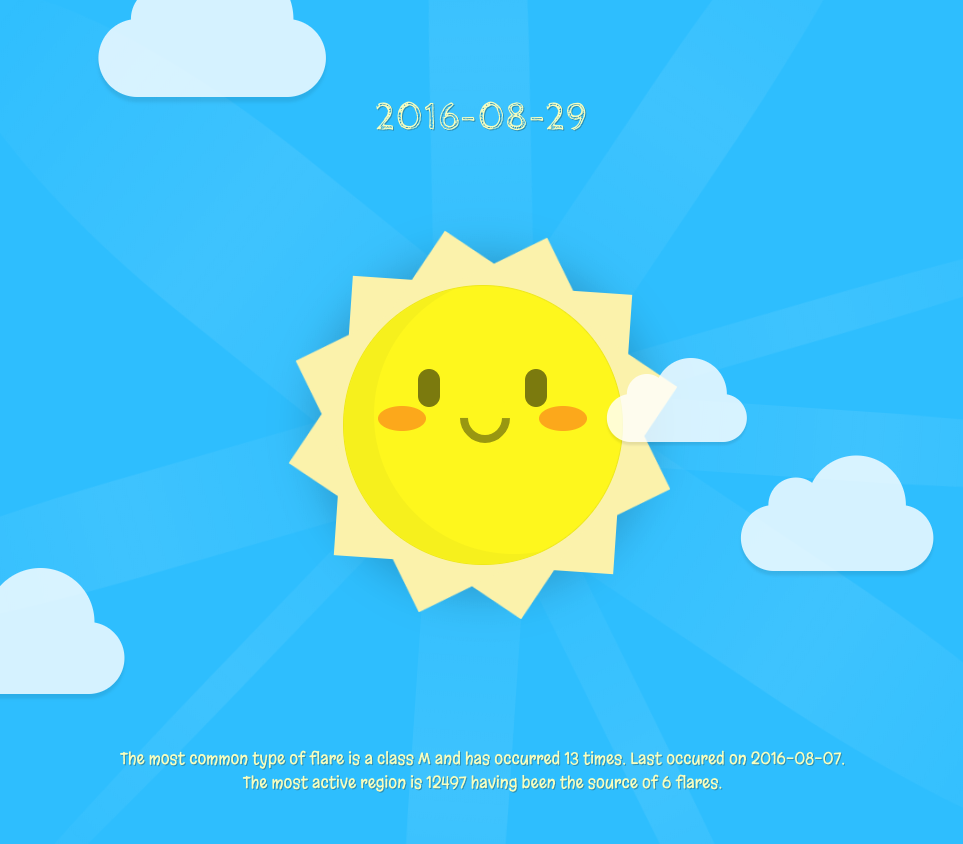 2016-08-29
The most common type of flare is a class M and has occurred 13 times. Last occured on 2016-08-07.
The most active region is 12497 having been the source of 6 flares.